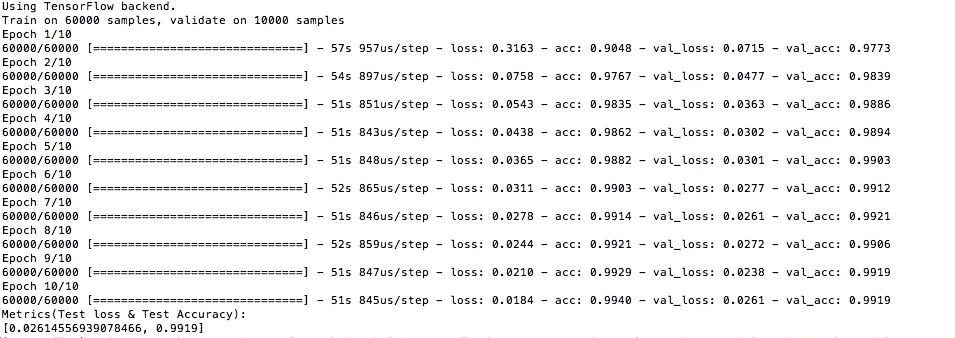 Using TensorFlow backend.
Train on 60000 samples, validate on 10000 samples
Epoch 1/10
60000/60000 [==============================] - 57s 957us/step - loss: 0.3163 - acc: 0.9048 - val_loss: 0.0715 - val_acc: 0.9773
Epoch 2/10
60000/60000 [==============================] - 54s 897us/step - loss: 0.0758 - acc: 0.9767 - val_loss: 0.0477 - val_acc: 0.9839
Epoch 3/10
60000/60000 [==============================] - 51s 851us/step - loss: 0.0543 - acc: 0.9835 - val_loss: 0.0363 - val_acc: 0.9886
Epoch 4/10
60000/60000 [==============================] - 51s 843us/step - loss: 0.0438 - acc: 0.9862 - val_loss: 0.0302 - val_acc: 0.9894
Epoch 5/10
60000/60000 [==============================] - 51s 848us/step - loss: 0.0365 - acc: 0.9882 - val_loss: 0.0301 - val_acc: 0.9903
Epoch 6/10
60000/60000 [==============================] - 52s 865us/step - loss: 0.0311 - acc: 0.9903 - val_loss: 0.0277 - val_acc: 0.9912
Epoch 7/10
60000/60000 [==============================] - 51s 846us/step - loss: 0.0278 - acc: 0.9914 - val_loss: 0.0261 - val_acc: 0.9921
Epoch 8/10
60000/60000 [==============================] - 52s 859us/step - loss: 0.0244 - acc: 0.9921 - val_loss: 0.0272 - val_acc: 0.9906
Epoch 9/10
60000/60000 [==============================] - 51s 847us/step - loss: 0.0210 - acc: 0.9929 - val_loss: 0.0238 - val_acc: 0.9919
Epoch 10/10
60000/60000 [==============================] - 51s 845us/step - loss: 0.0184 - acc: 0.9940 - val_loss: 0.0261 - val_acc: 0.9919
Metrics(Test loss & Test Accuracy):
[0.02614556939078466, 0.9919]